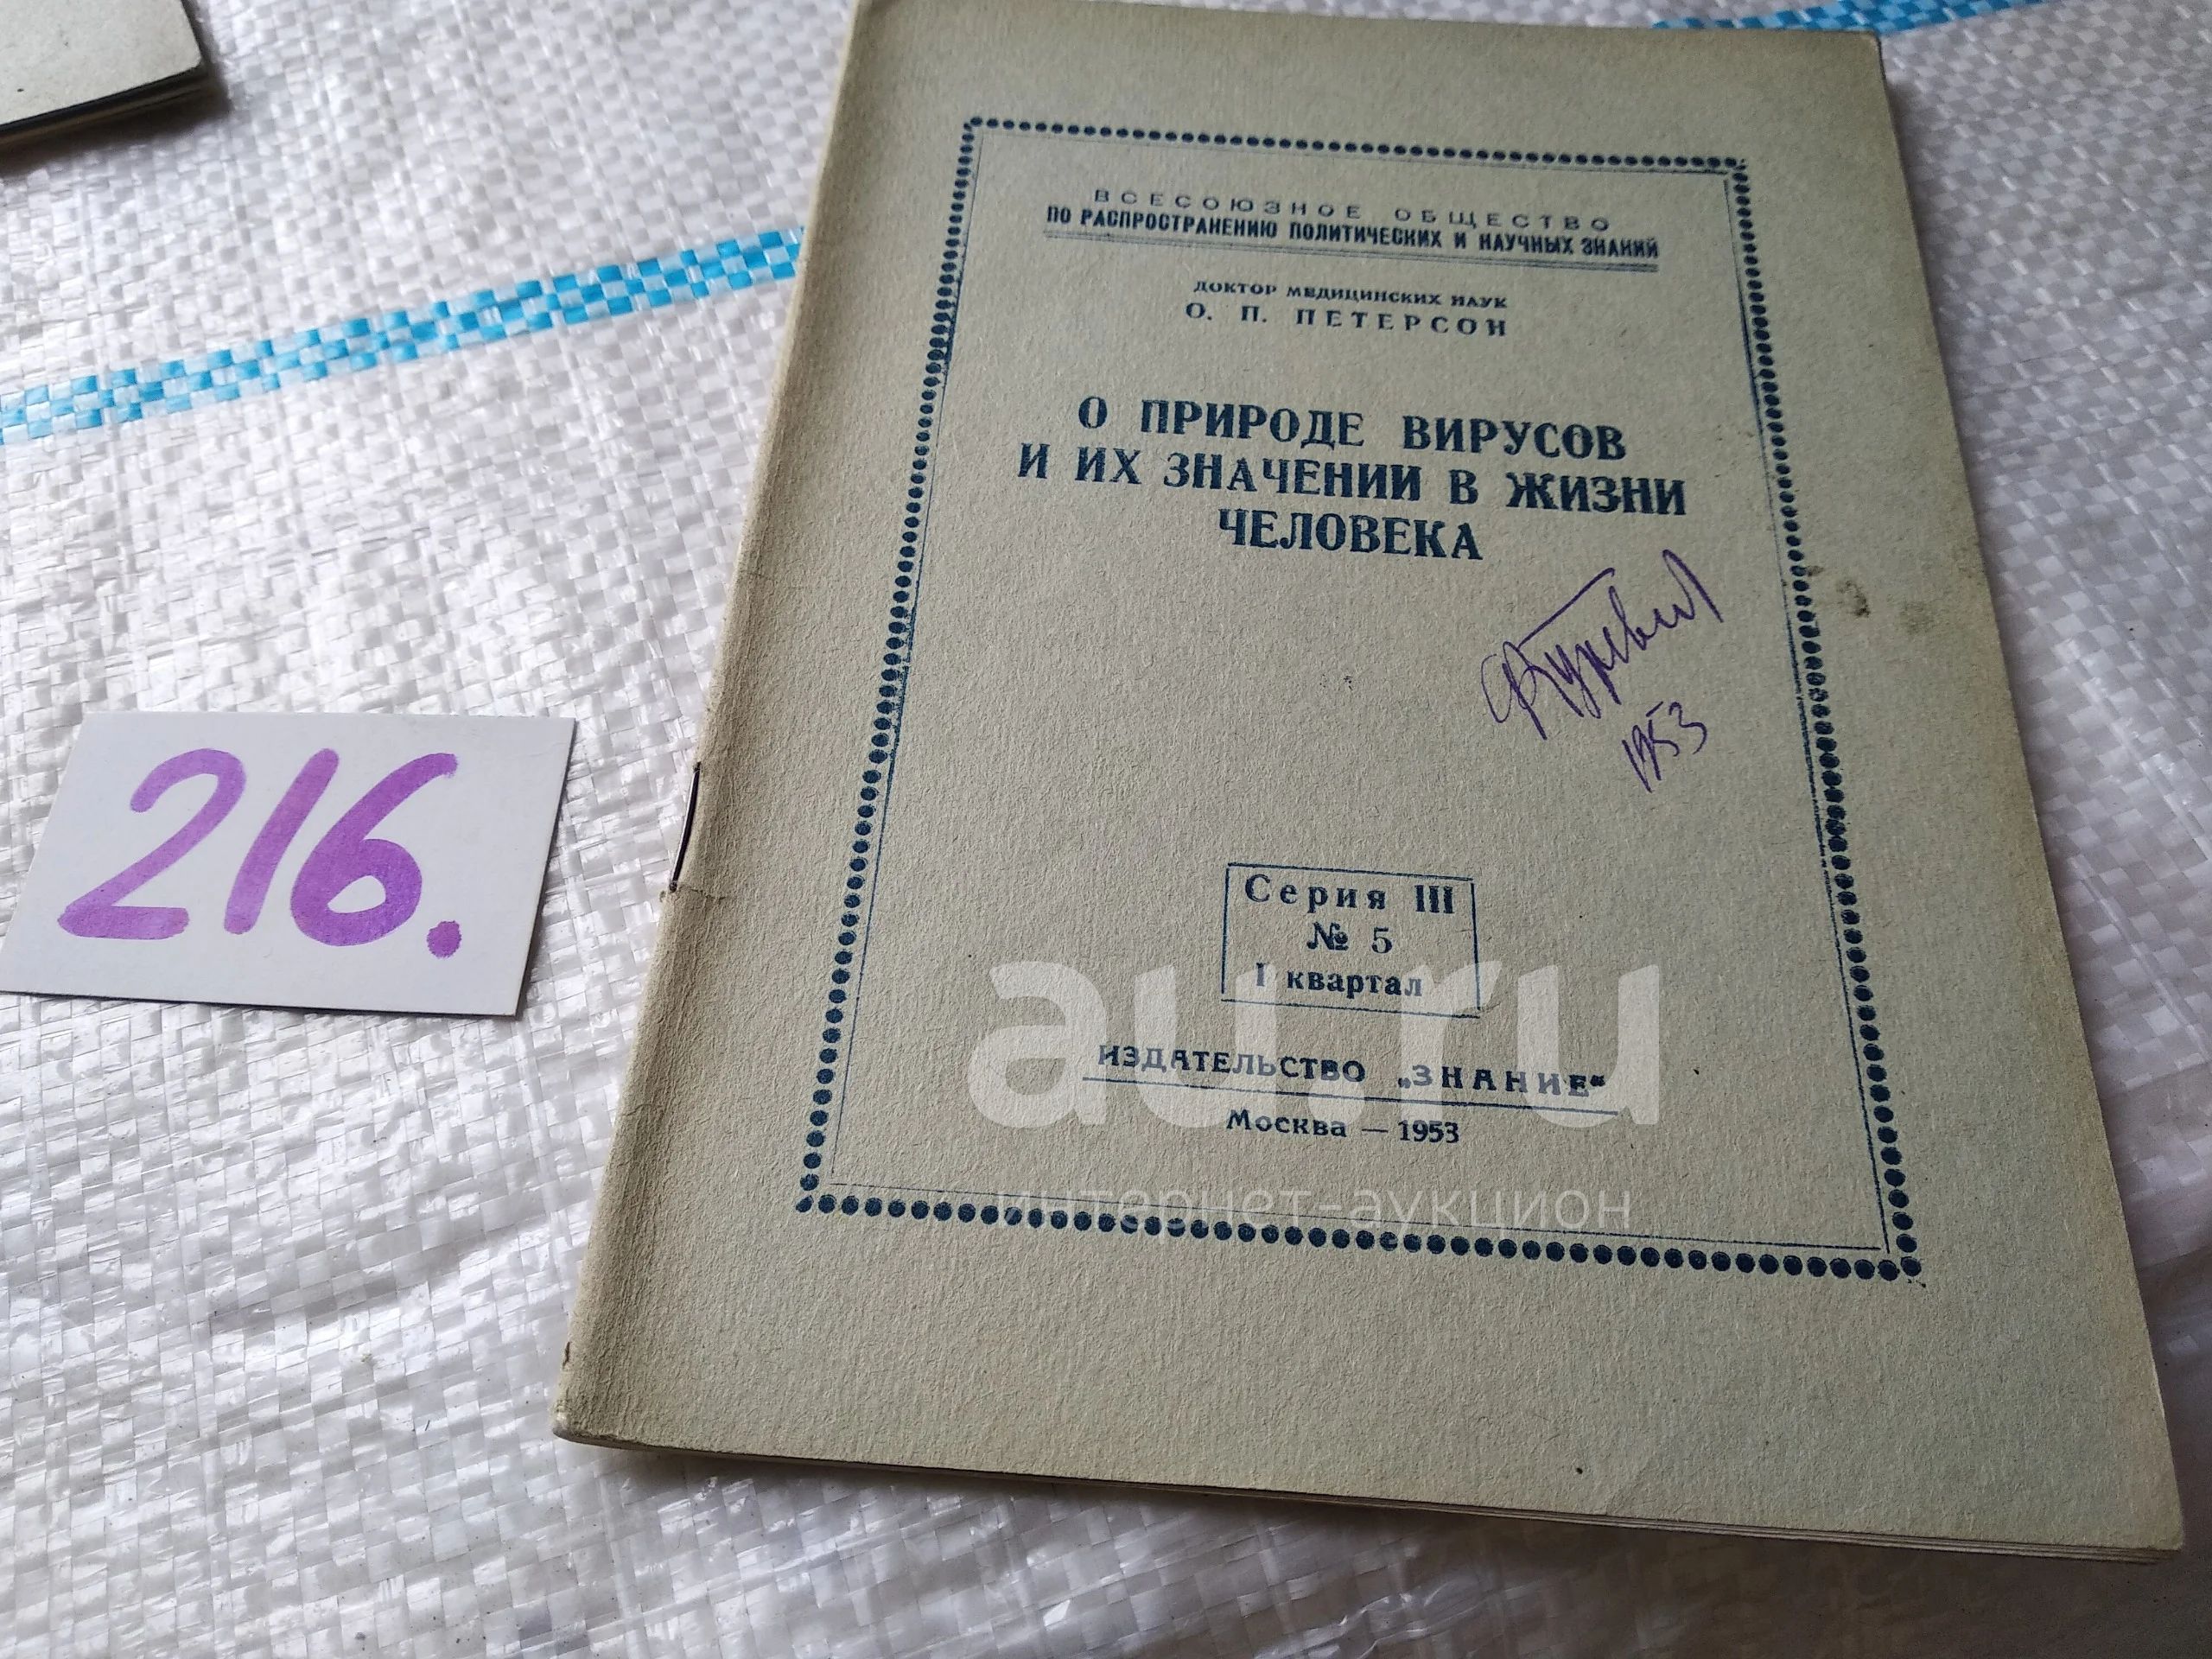 ВСЕСОЮЗНОЕ ОБЩЕСТВО
ПО РАСПРОСТРАНЕНИЮ ПОЛИТИЧЕСКИХ И НАУЧНЫХ ЗНАНИЙ
ДОКТОР МЕДИЦИНСКИХ НАУК
О. П. ПЕТЕРСОН
О ПРИРОДЕ ВИРУСОВ
И ИХ ЗНАЧЕНИИ В ЖИЗНИ
ЧЕЛОВЕКА
1953
216.
Серия III
№ 5
I квартал
au.ru
ИЗДАТЕЛЬСТВО „ЗНАНИЕ“
Москва — 1953
интернет-аукцион